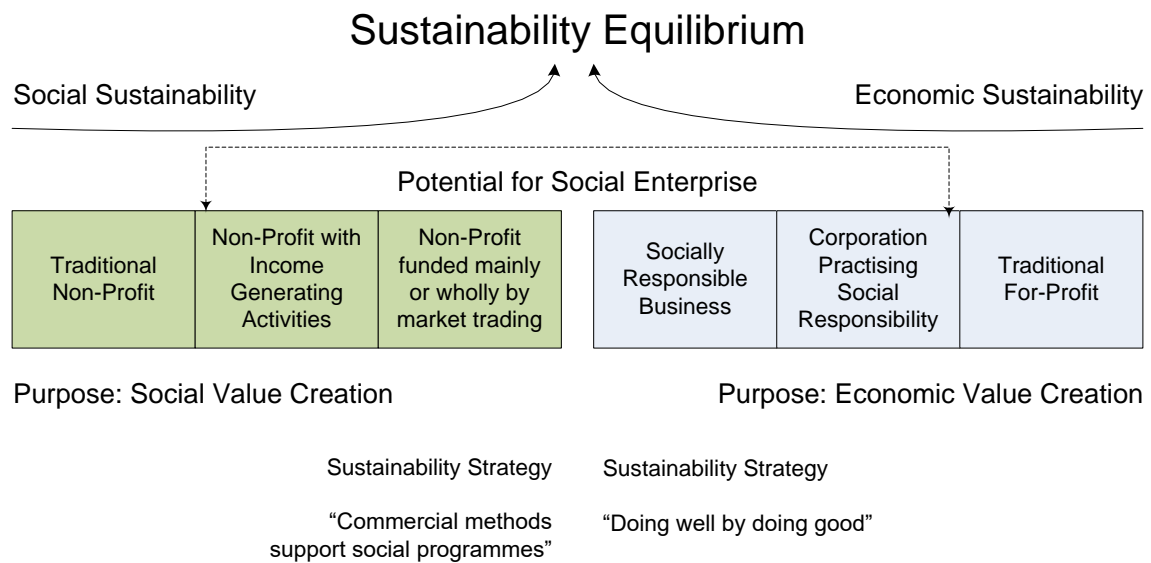 Sustainability Equilibrium
Social Sustainability
Economic Sustainability
Potential for Social Enterprise
Traditional
Non-Profit
Non-Profit with
Income
Generating
Activities
Non-Profit
funded mainly
or wholly by
market trading
Socially
Responsible
Business
Corporation
Practising
Social
Responsibility
Traditional
For-Profit
Purpose: Social Value Creation
Purpose: Economic Value Creation
Sustainability Strategy
“Commercial methods
support social programmes”
Sustainability Strategy
“Doing well by doing good”